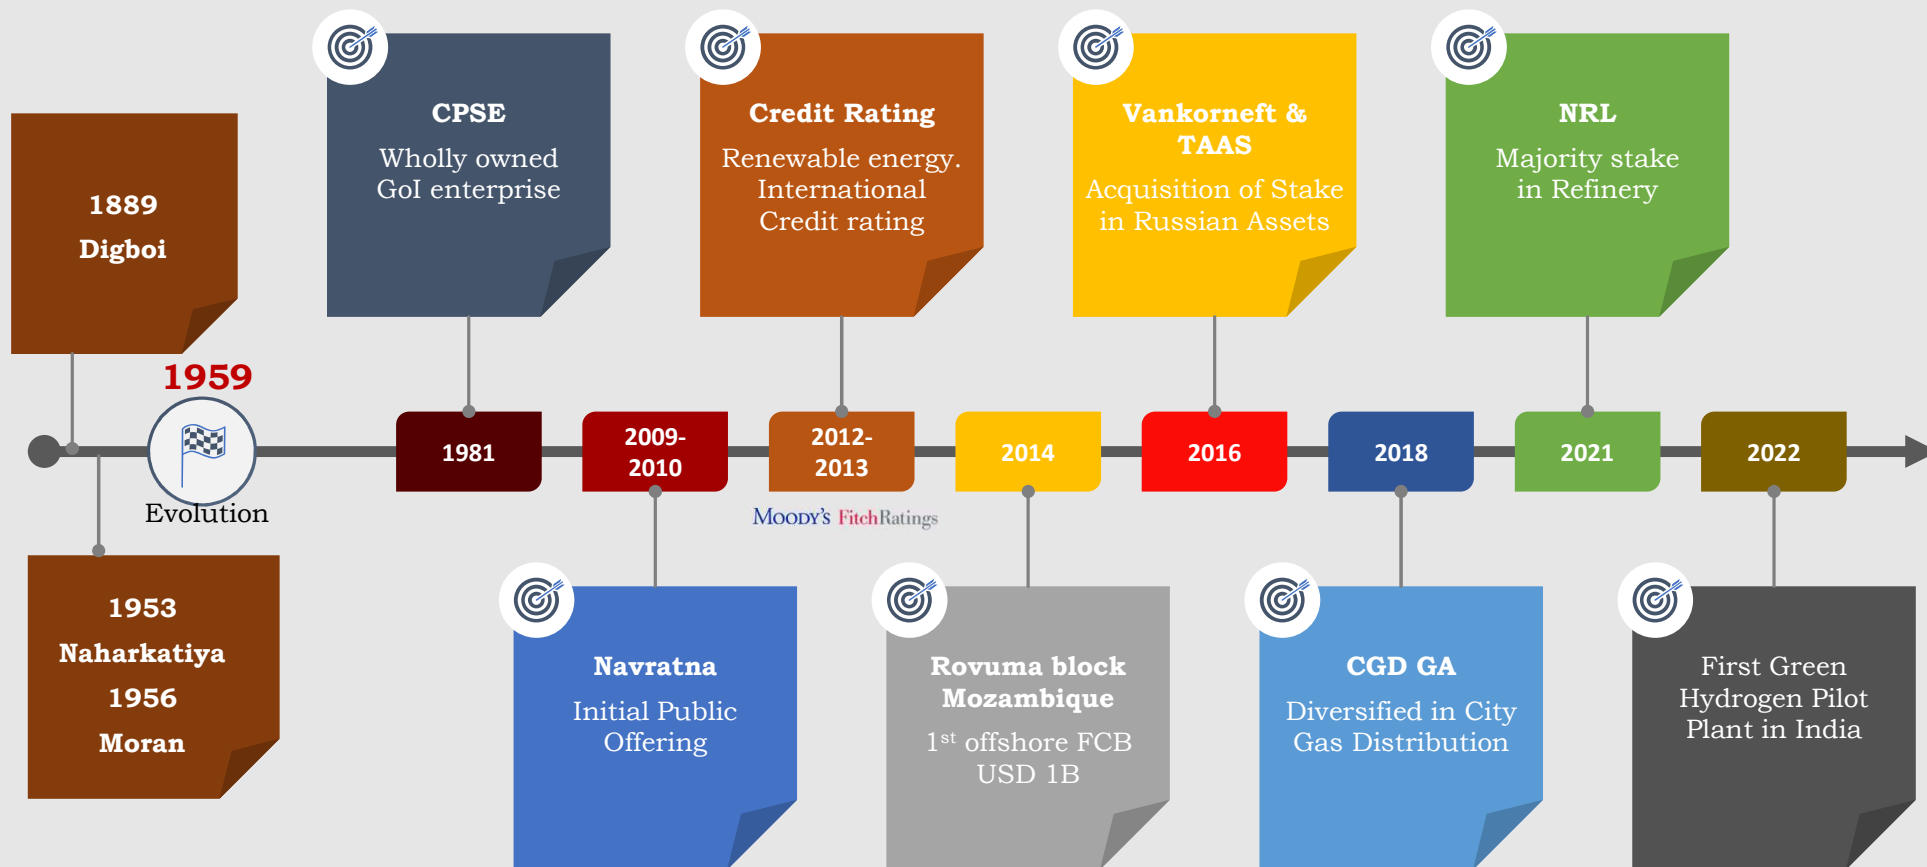 1889
Digboi
1959
Evolution
1953
Naharkatiya
1956
Moran
CPSE
Wholly owned
GoI enterprise
1981
2009-
2010
Navratna
Initial Public
Offering
Credit Rating
Renewable energy.
International
Credit rating
2012-
2013
MOODY'S FitchRatings
2014
Rovuma block
Mozambique
1st offshore FCB
USD 1B
Vankorneft &
TAAS
Acquisition of Stake
in Russian Assets
2016
2018
CGD GA
Diversified in City
Gas Distribution
NRL
Majority stake
in Refinery
2021
2022
First Green
Hydrogen Pilot
Plant in India